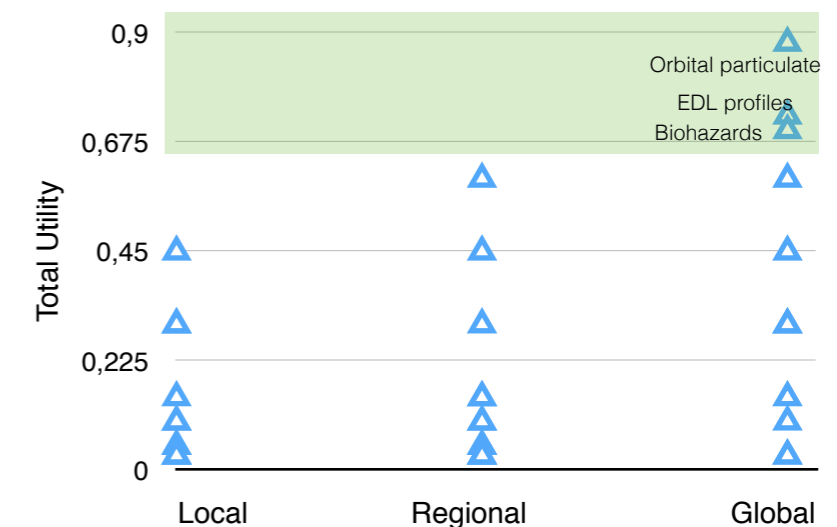 0,9
Orbital particulate
EDL profiles
Biohazards
0,675
Total Utility
0,45
0,225
0
Local Regional Global